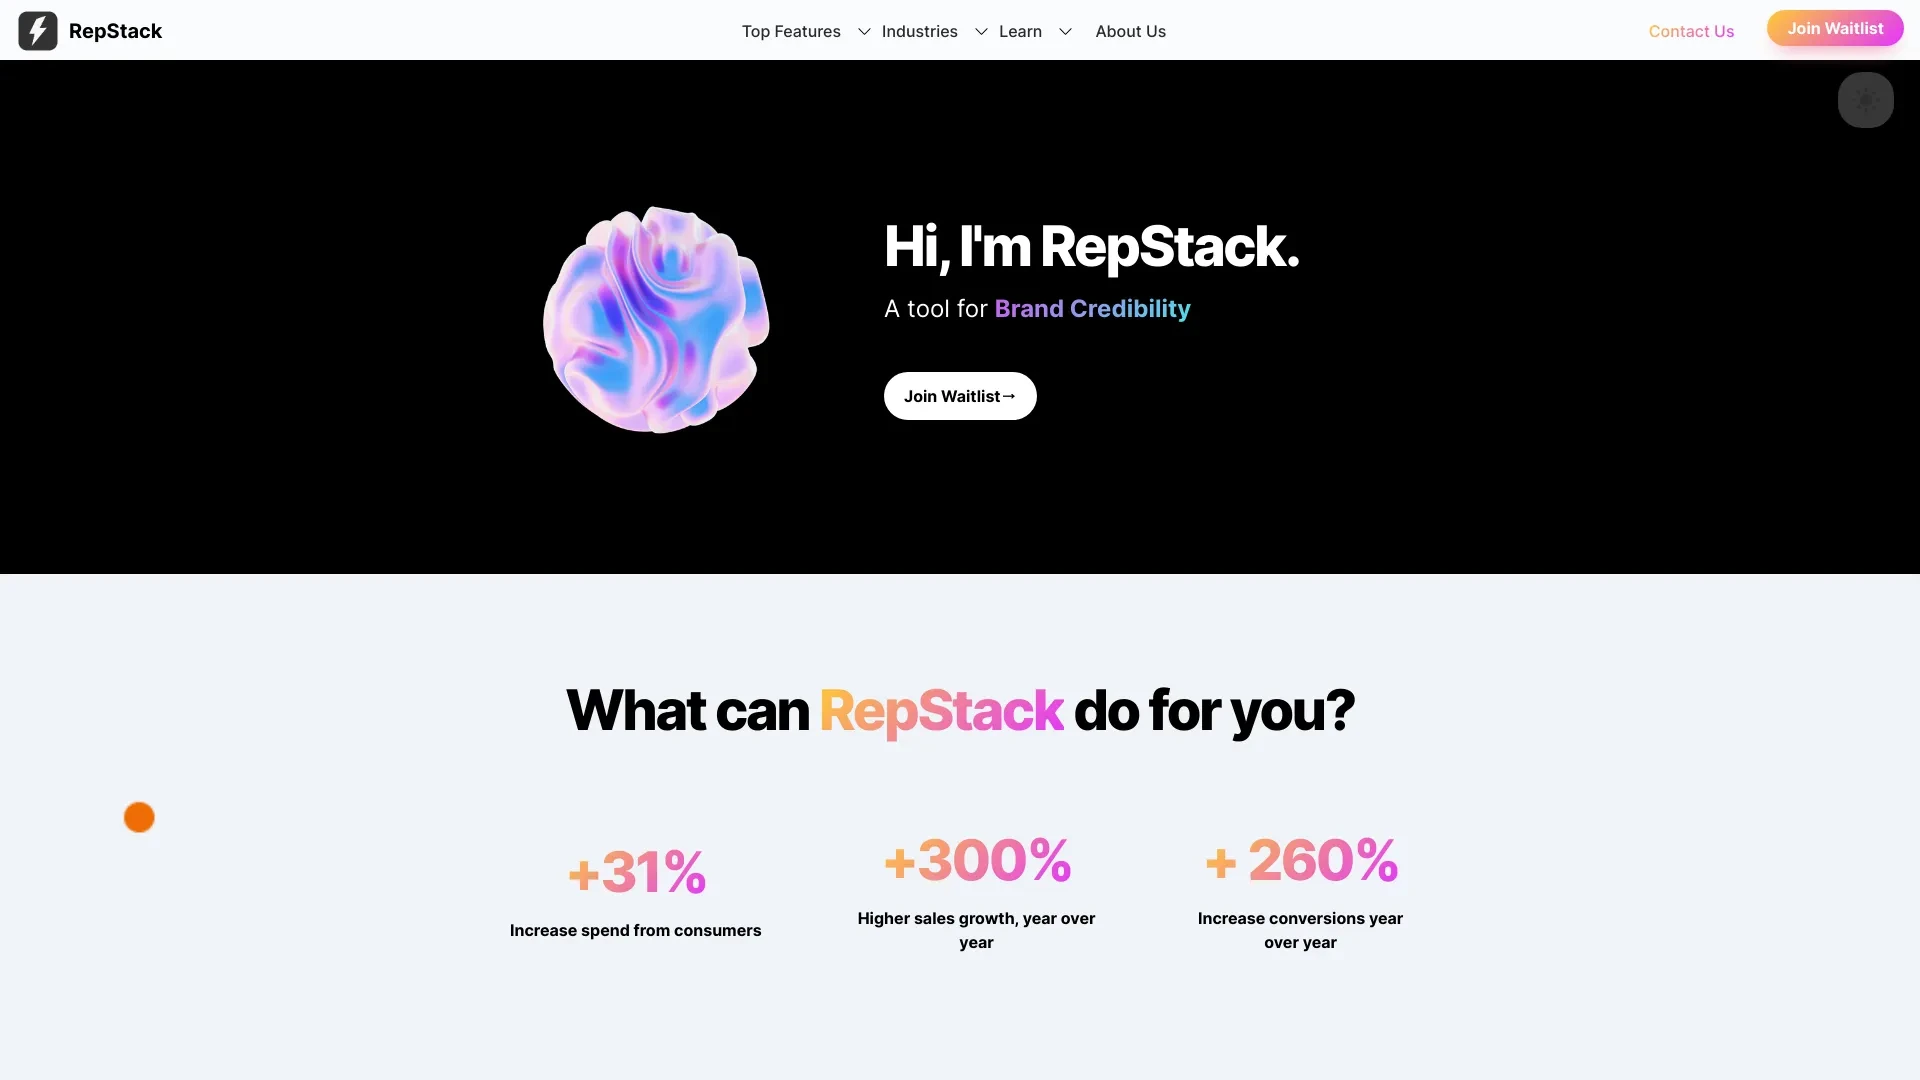 RepStack
Top Features
Industries
Learn
About Us
Contact Us
Join Waitlist
Hi, I'm RepStack.
A tool for Brand Credibility
Join Waitlist→
What can RepStack do for you?
+31%
Increase spend from consumers
+300%
Higher sales growth, year over
year
+ 260%
Increase conversions year
over year